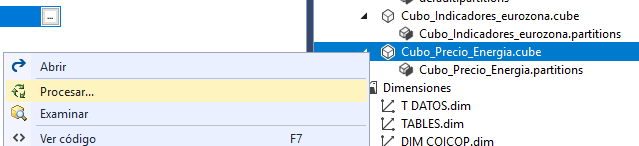 ...
Abrir
Procesar...
Examinar
Ver código F7
Cubo_Indicadores_eurozona.cube
Cubo_Indicadores_eurozona.partitions
Cubo_Precio_Energia.cube
Cubo_Precio_Energia.partitions
Dimensiones
T DATOS.dim
TABLES.dim
DIM COICOP.dim